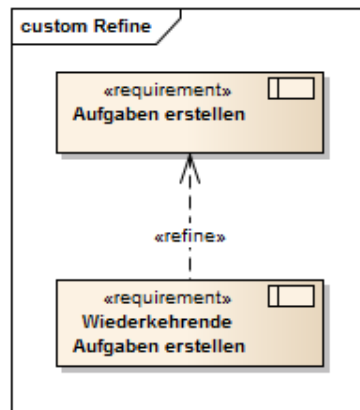 custom Refine
«requirement»
Aufgaben erstellen
«refine»
«requirement»
Wiederkehrende
Aufgaben erstellen